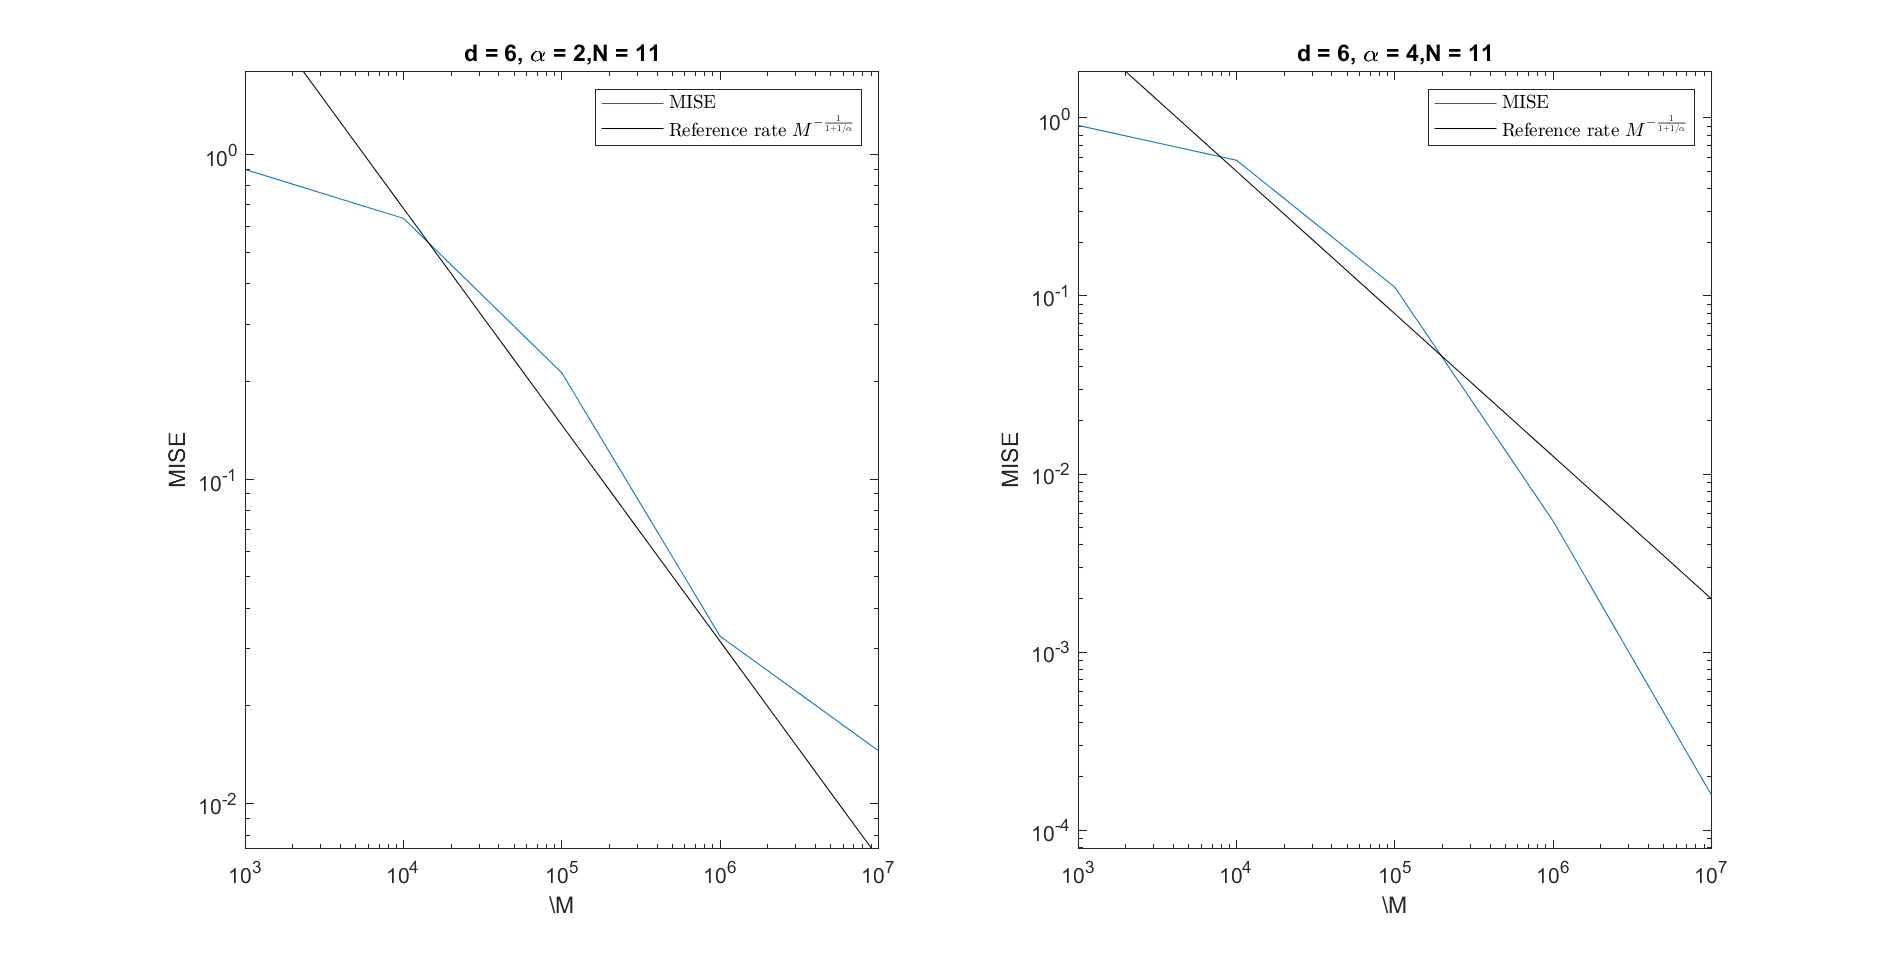 d = 6, α = 2,N = 11
MISE
Reference rate M^{-\frac{1}{1+1/α}}
10^0
10^{-1}
10^{-2}
MISE
10^3 10^4 10^5 10^6 10^7
\M
d = 6, α = 4,N = 11
MISE
Reference rate M^{-\frac{1}{1+1/α}}
10^0
10^{-1}
10^{-2}
10^{-3}
10^{-4}
MISE
10^3 10^4 10^5 10^6 10^7
\M